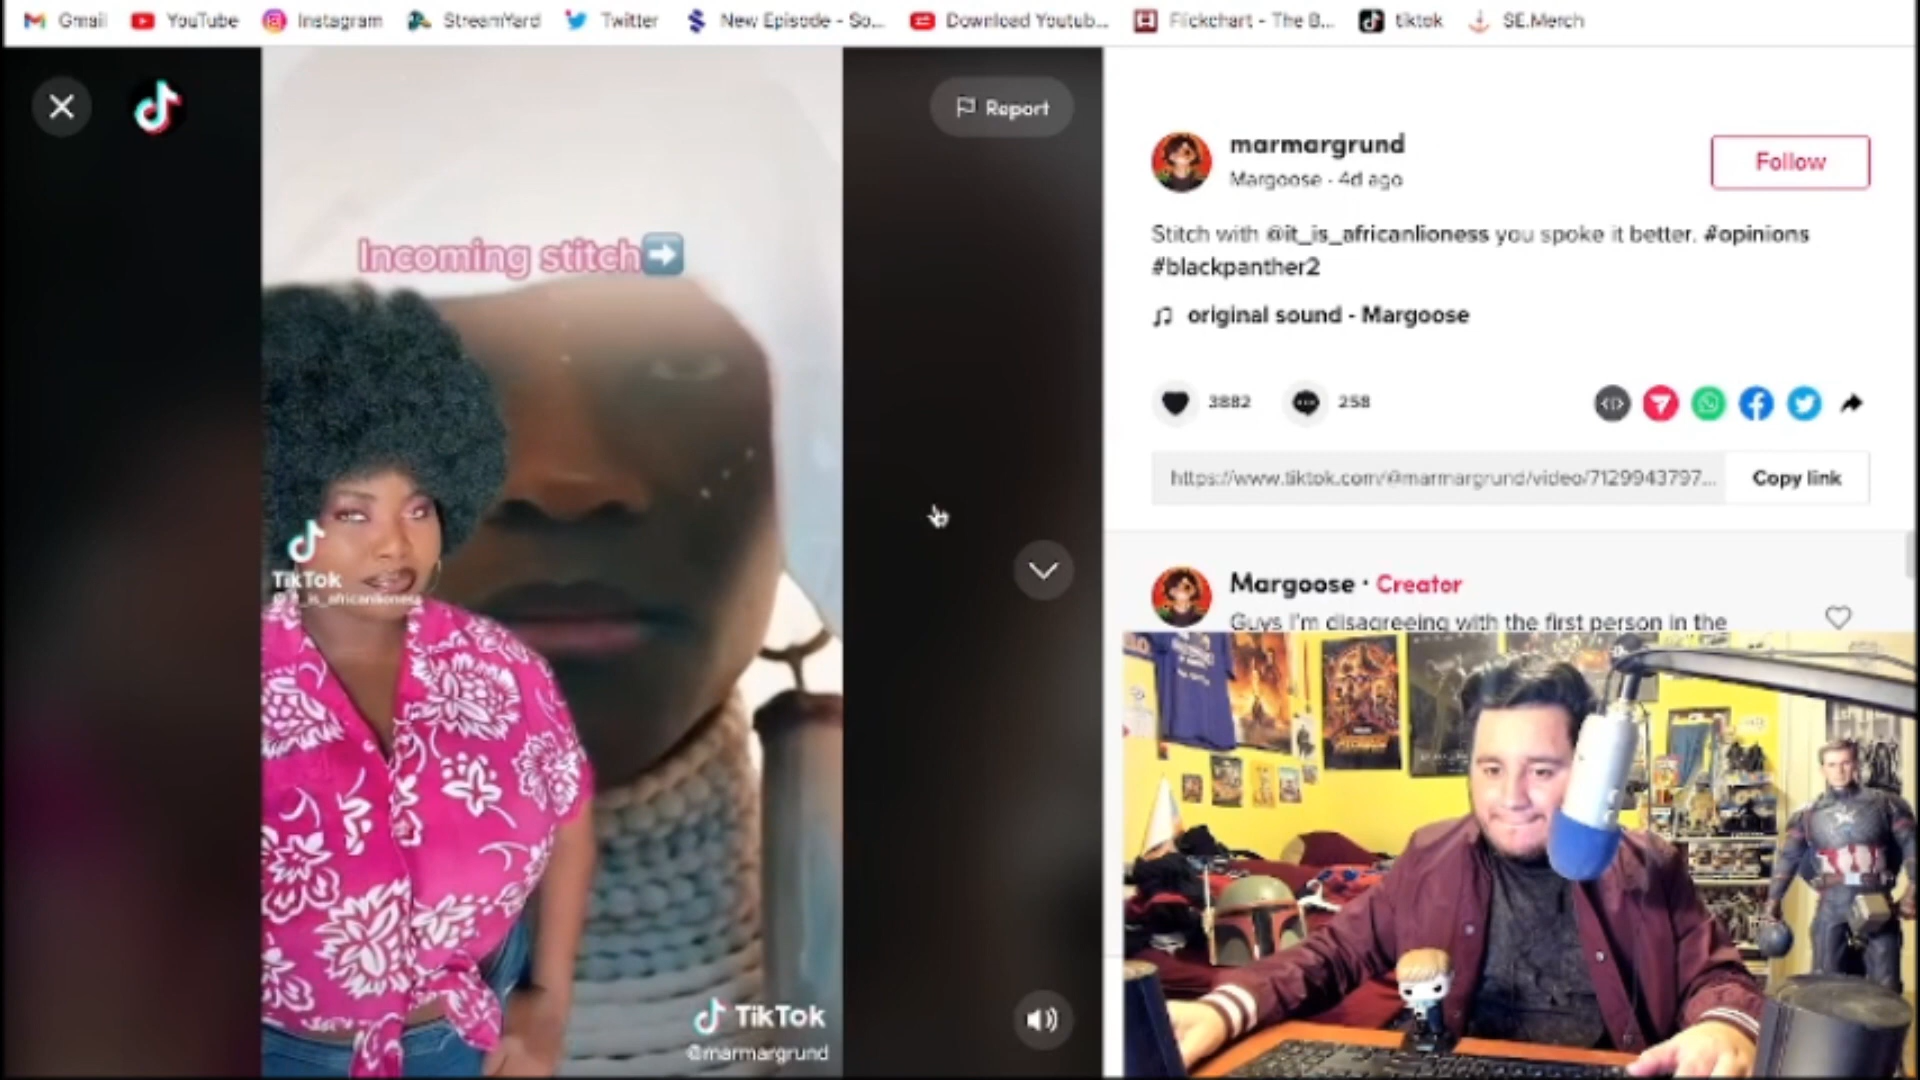 Gmail YouTube Instagram StreamYard Twitter New Episode - So... Download Youtub... Flickchart - The B... tiktok SE.Merch
Report
Incoming stitch
TikTok
@it_is_africanlioness
TikTok
@marmargrund
marmargrund
Margoose · 4d ago
Follow
Stitch with @it_is_africanlioness you spoke it better. #opinions
#blackpanther2
original sound - Margoose
3882 258
https://www.tiktok.com/@marmargrund/video/7129943797... Copy link
Margoose · Creator
Guys I'm disagreeing with the first person in the